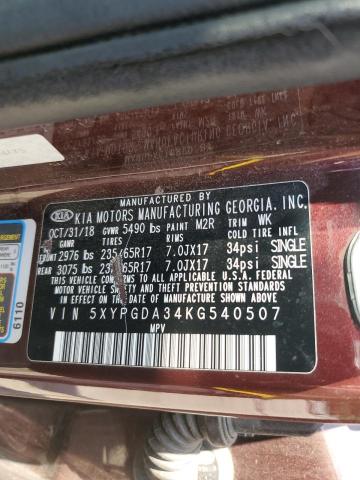 MANUFACTURED BY
KIA KIA MOTORS MANUFACTURING GEORGIA. INC.
OCT/31/18 GVWR 5490 lbs PAINT M2R TRIM WK
GAWR TIRES RIMS
FRONT 2976 lbs 235/65R17 7.0JX17 34psi SINGLE
REAR 3075 lbs 235/65R17 7.0JX17 34psi SINGLE
THIS VEHICLE CONFORMS TO ALL APPLICABLE
U.S. FEDERAL MOTOR VEHICLE SAFETY AND
THEFT PREVENTION STANDARDS IN EFFECT ON
THE DATE OF MANUFACTURE SHOWN ABOVE.
VIN 5XYPGDA34KG540507
MPV
6110